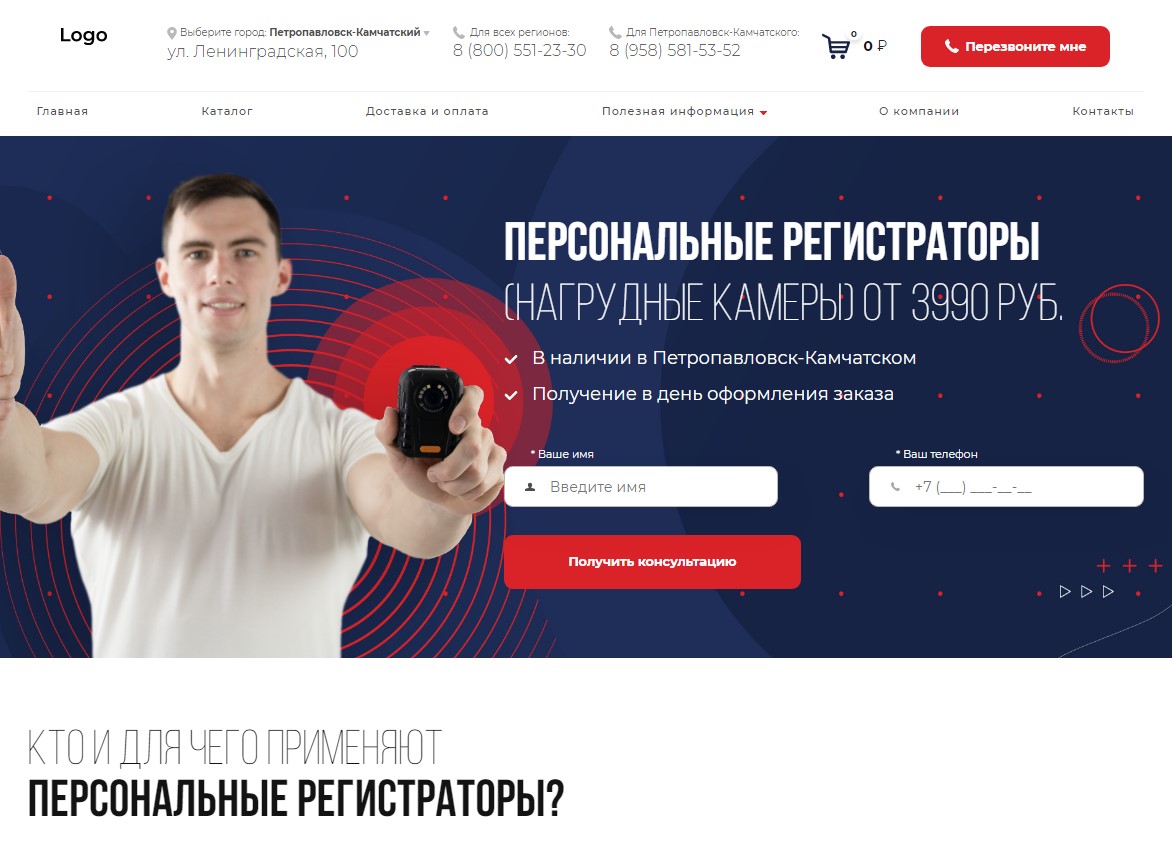 Logo
Выберите город: Петропавловск-Камчатский
ул. Ленинградская, 100
Для всех регионов:
8 (800) 551-23-30
Для Петропавловск-Камчатского:
8 (958) 581-53-52
0
0 ₽
Перезвоните мне
Главная
Каталог
Доставка и оплата
Полезная информация
О компании
Контакты
ПЕРСОНАЛЬНЫЕ РЕГИСТРАТОРЫ
(НАГРУДНЫЕ КАМЕРЫ) ОТ 3990 РУБ.
В наличии в Петропавловск-Камчатском
Получение в день оформления заказа
* Ваше имя
* Ваш телефон
Введите имя
+7 (___) ___-__-__
Получить консультацию
КТО И ДЛЯ ЧЕГО ПРИМЕНЯЮТ
ПЕРСОНАЛЬНЫЕ РЕГИСТРАТОРЫ?